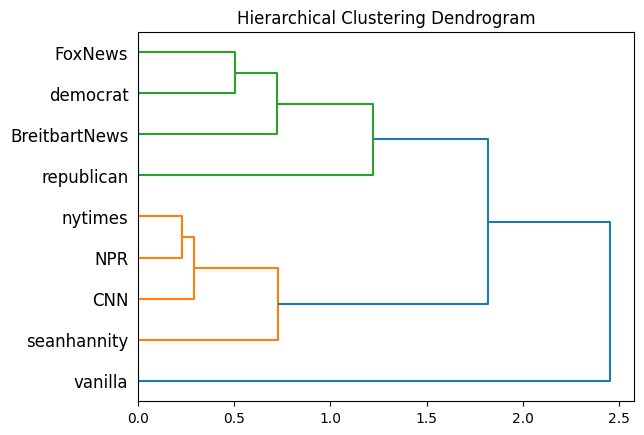 Hierarchical Clustering Dendrogram
FoxNews
democrat
BreitbartNews
republican
nytimes
NPR
CNN
seanhannity
vanilla
0.0 0.5 1.0 1.5 2.0 2.5